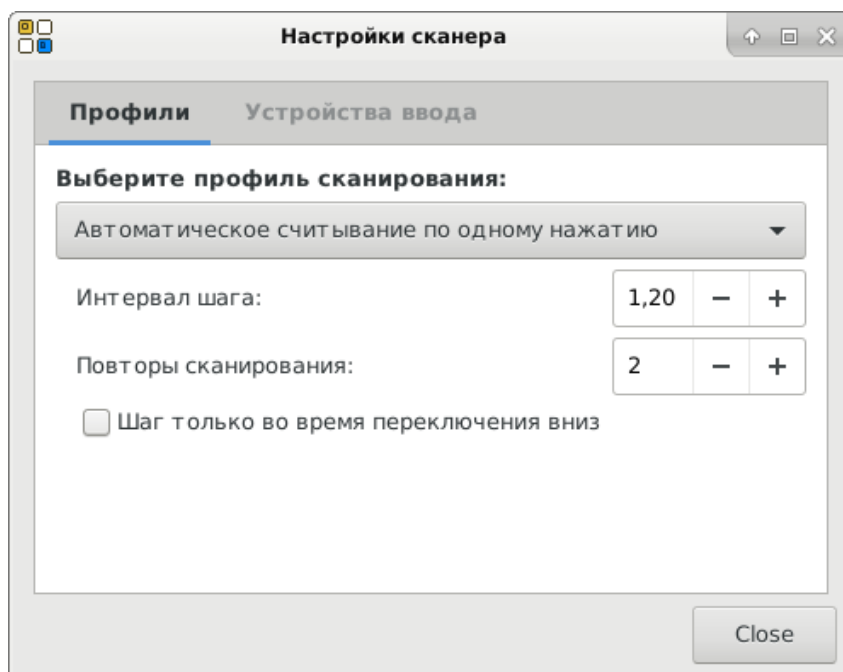 Настройки сканера
Профили Устройства ввода
Выберите профиль сканирования:
Автоматическое считывание по одному нажатию
Интервал шага: 1,20 − +
Повторы сканирования: 2 − +
Шаг только во время переключения вниз
Close